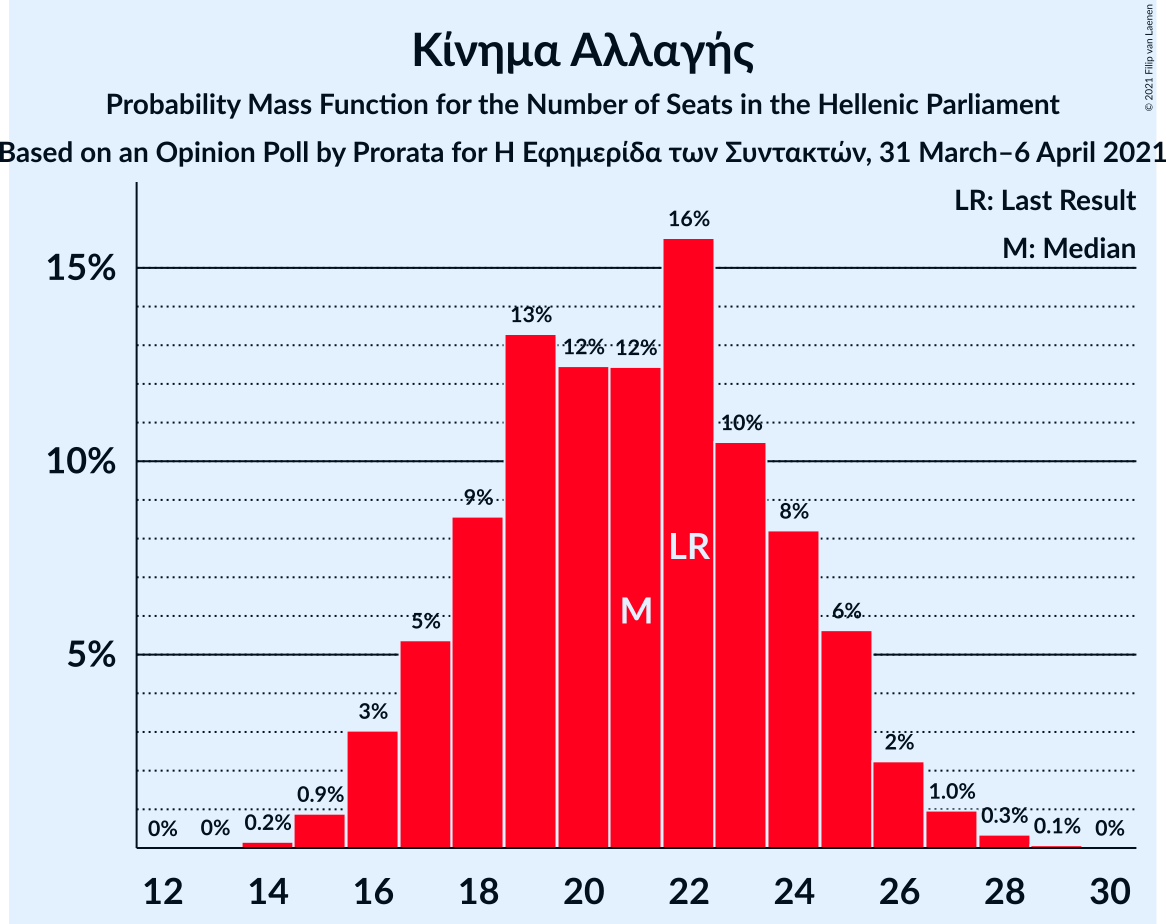 Κίνημα Αλλαγής
Probability Mass Function for the Number of Seats in the Hellenic Parliament
Based on an Opinion Poll by Prorata for Η Εφημερίδα των Συντακτών, 31 March–6 April 2021
© 2021 Filip van Laenen
LR: Last Result
M: Median
15%
10%
5%
0%
0%
0.2%
0.9%
3%
5%
9%
13%
12%
12%
16%
10%
8%
6%
2%
1.0%
0.3%
0.1%
0%
M
LR
12 14 16 18 20 22 24 26 28 30